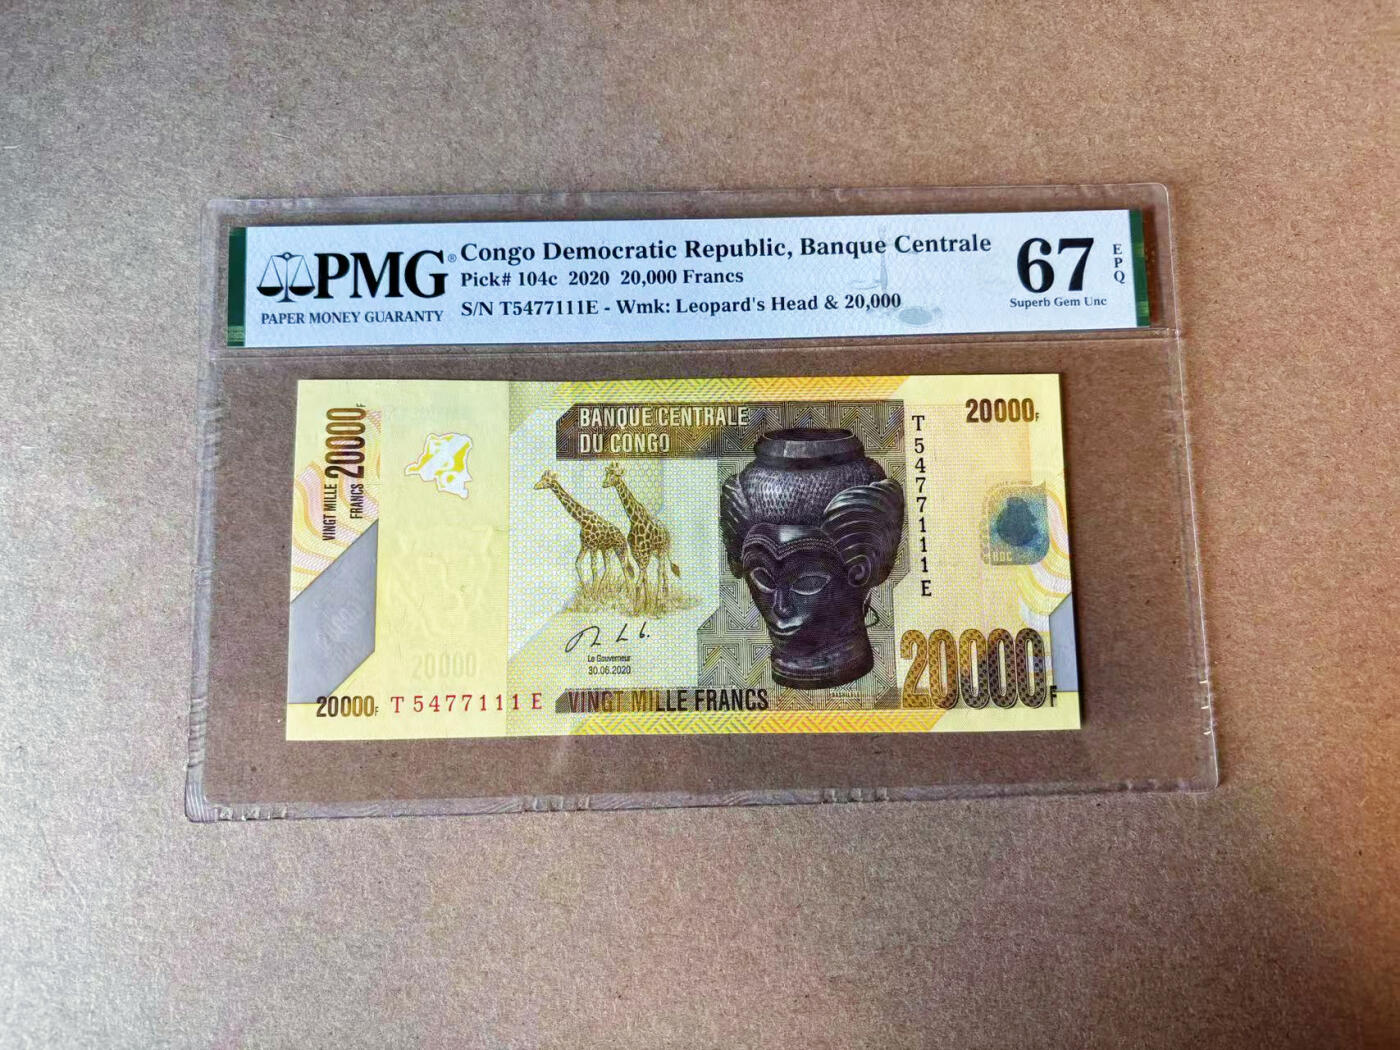 PMG®
PAPER MONEY GUARANTY
Congo Democratic Republic, Banque Centrale
Pick# 104c 2020 20,000 Francs
S/N T5477111E - Wmk: Leopard's Head & 20,000
67
EPQ
Superb Gem Unc
VINGT MILLE FRANCS 20000F
BANQUE CENTRALE
DU CONGO
T5477111E
20000F
BDC
Le Gouverneur
30.06.2020
20000
20000F
T5477111E
VINGT MILLE FRANCS
20000F